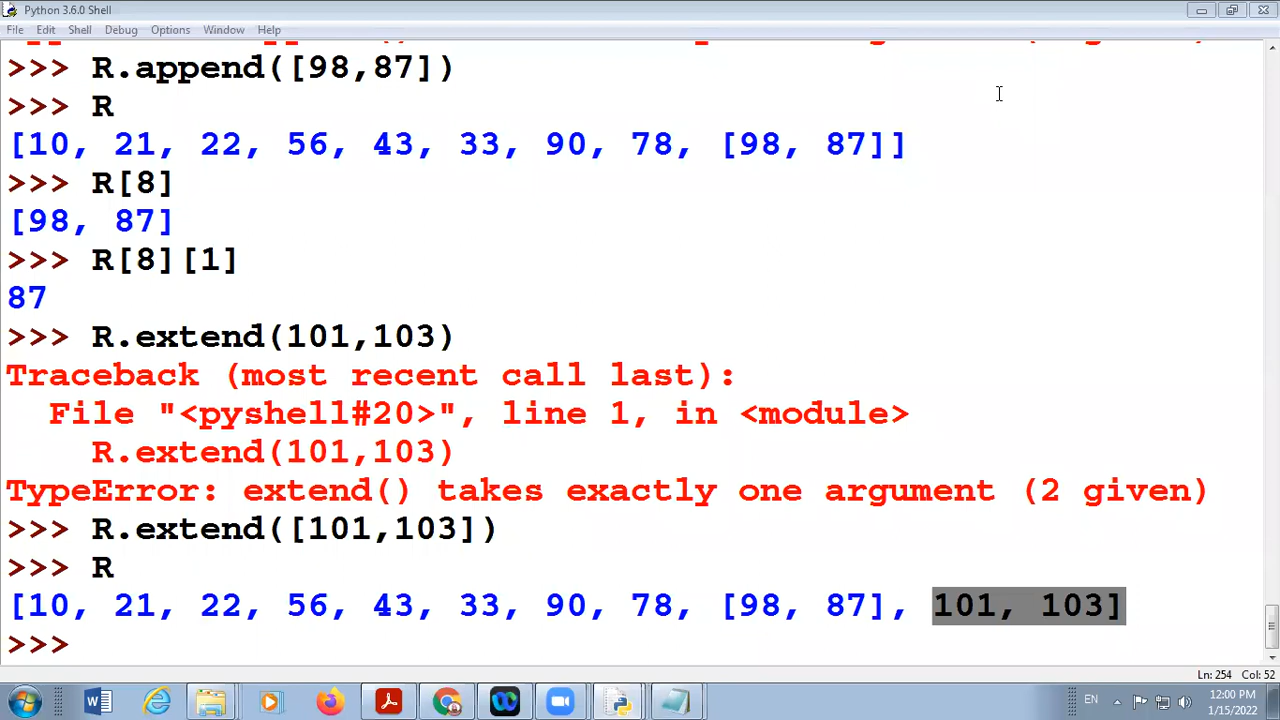 Python 3.6.0 Shell
File Edit Shell Debug Options Window Help
>>> R.append([98,87])
>>> R
[10, 21, 22, 56, 43, 33, 90, 78, [98, 87]]
>>> R[8]
[98, 87]
>>> R[8][1]
87
>>> R.extend(101,103)
Traceback (most recent call last):
  File "<pyshell#20>", line 1, in <module>
    R.extend(101,103)
TypeError: extend() takes exactly one argument (2 given)
>>> R.extend([101,103])
>>> R
[10, 21, 22, 56, 43, 33, 90, 78, [98, 87], 101, 103]
>>>
Ln: 254 Col: 52
EN
12:00 PM
1/15/2022